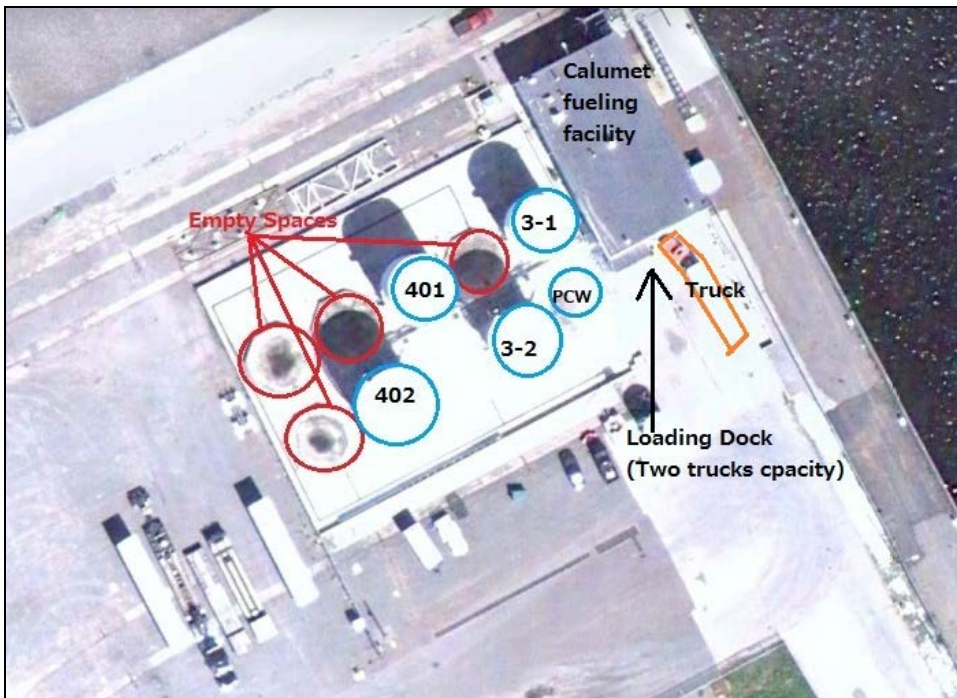 Calumet
fueling
facility
Empty Spaces
3-1
401
PCW
Truck
3-2
402
Loading Dock
(Two trucks cpacity)